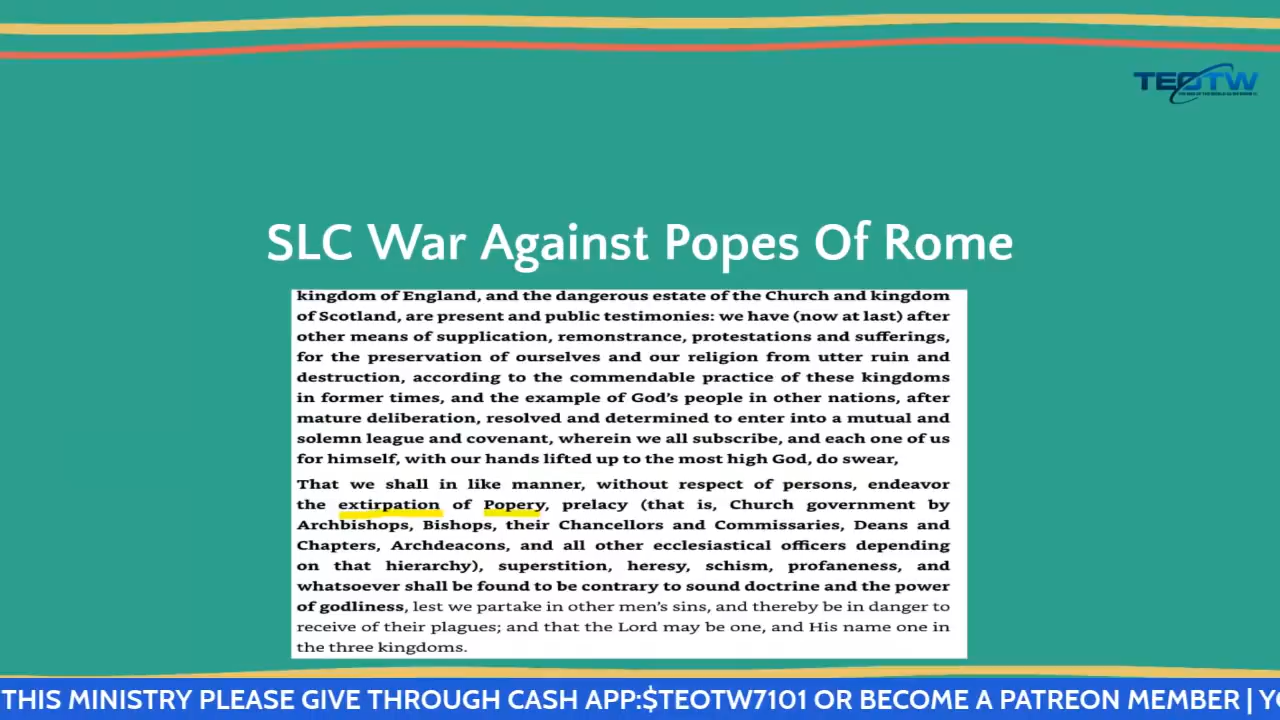 TEOTW
SLC War Against Popes Of Rome
kingdom of England, and the dangerous estate of the Church and kingdom
of Scotland, are present and public testimonies: we have (now at last) after
other means of supplication, remonstrance, protestations and sufferings,
for the preservation of ourselves and our religion from utter ruin and
destruction, according to the commendable practice of these kingdoms
in former times, and the example of God’s people in other nations, after
mature deliberation, resolved and determined to enter into a mutual and
solemn league and covenant, wherein we all subscribe, and each one of us
for himself, with our hands lifted up to the most high God, do swear,
That we shall in like manner, without respect of persons, endeavor
the extirpation of Popery, prelacy (that is, Church government by
Archbishops, Bishops, their Chancellors and Commissaries, Deans and
Chapters, Archdeacons, and all other ecclesiastical officers depending
on that hierarchy), superstition, heresy, schism, profaneness, and
whatsoever shall be found to be contrary to sound doctrine and the power
of godliness, lest we partake in other men’s sins, and thereby be in danger to
receive of their plagues; and that the Lord may be one, and His name one in
the three kingdoms.
THIS MINISTRY PLEASE GIVE THROUGH CASH APP:$TEOTW7101 OR BECOME A PATREON MEMBER | YO